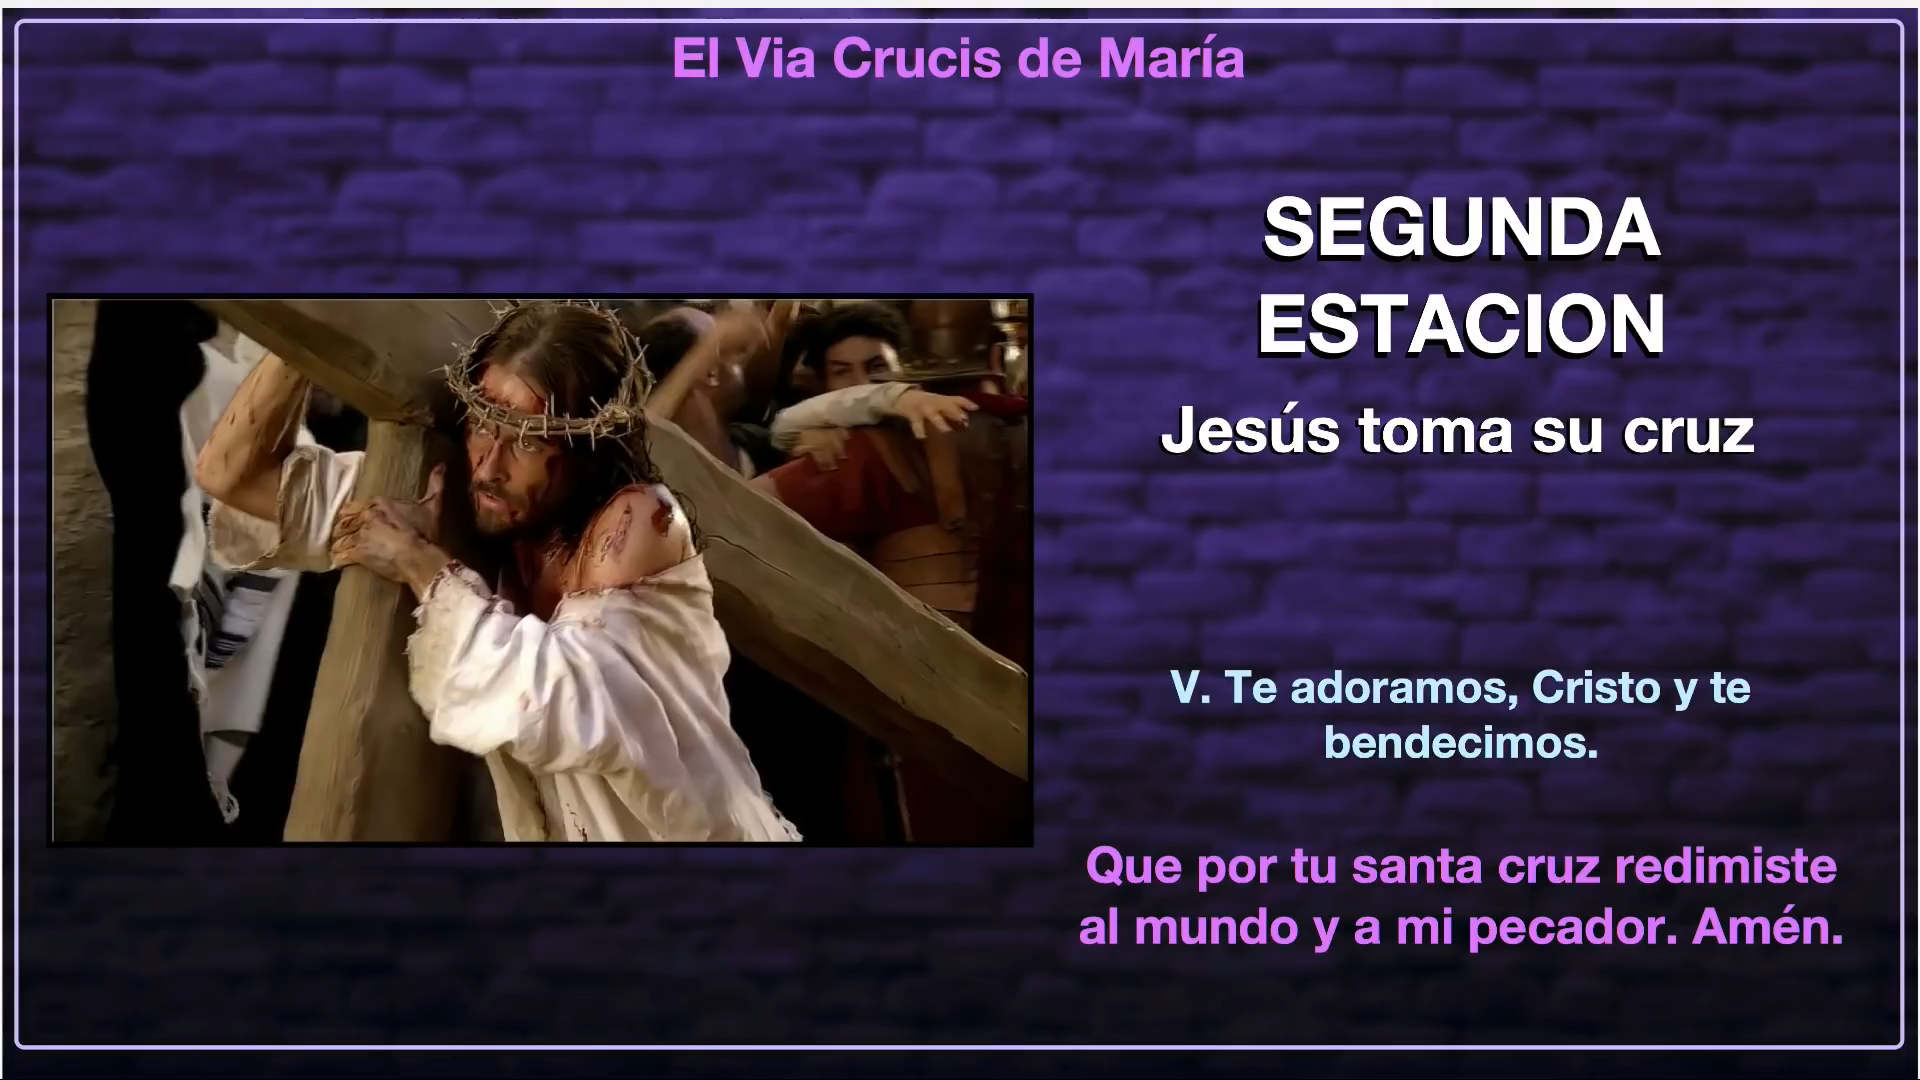 El Via Crucis de María
SEGUNDA
ESTACION
Jesús toma su cruz
V. Te adoramos, Cristo y te
bendecimos.
Que por tu santa cruz redimiste
al mundo y a mi pecador. Amén.